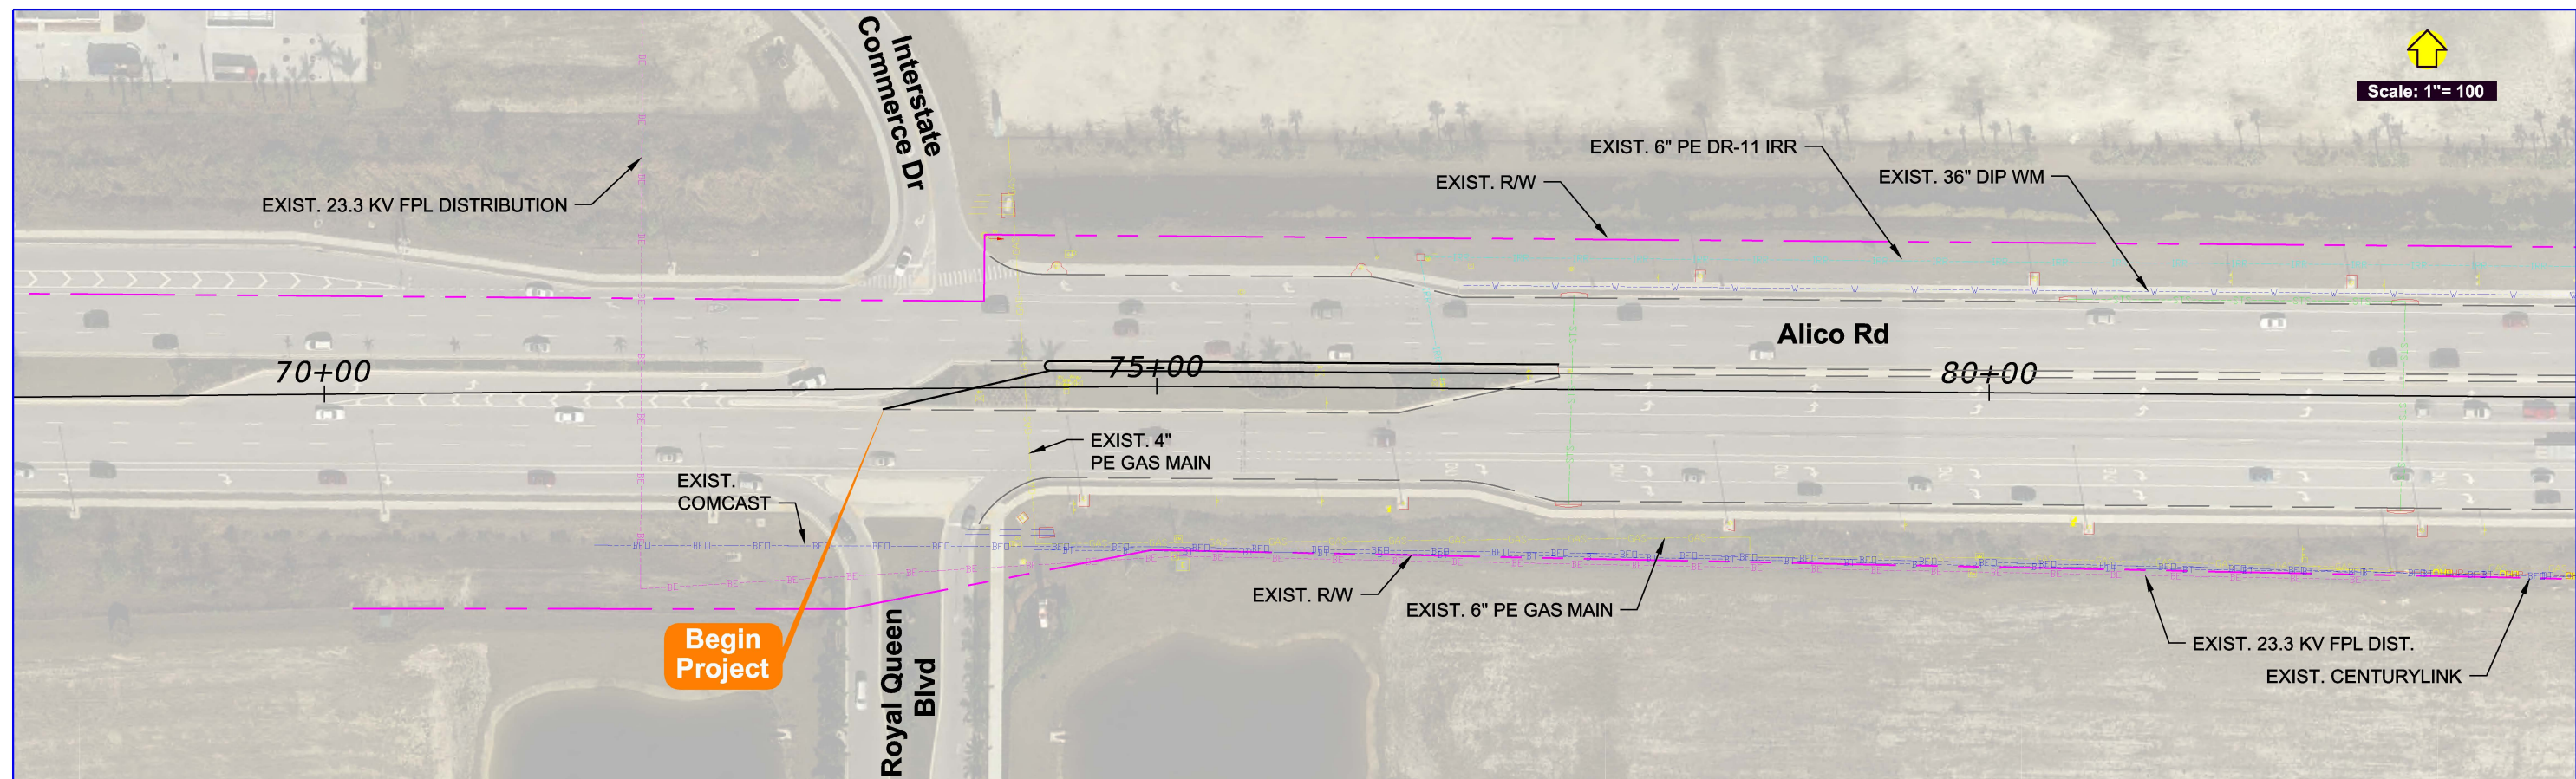 Interstate
Commerce Dr
Scale: 1"= 100
EXIST. 6" PE DR-11 IRR
EXIST. R/W
EXIST. 36" DIP WM
EXIST. 23.3 KV FPL DISTRIBUTION
Alico Rd
70+00
75+00
80+00
EXIST. 4"
PE GAS MAIN
EXIST.
COMCAST
EXIST. R/W
EXIST. 6" PE GAS MAIN
Begin
Project
Royal Queen
Blvd
EXIST. 23.3 KV FPL DIST.
EXIST. CENTURYLINK